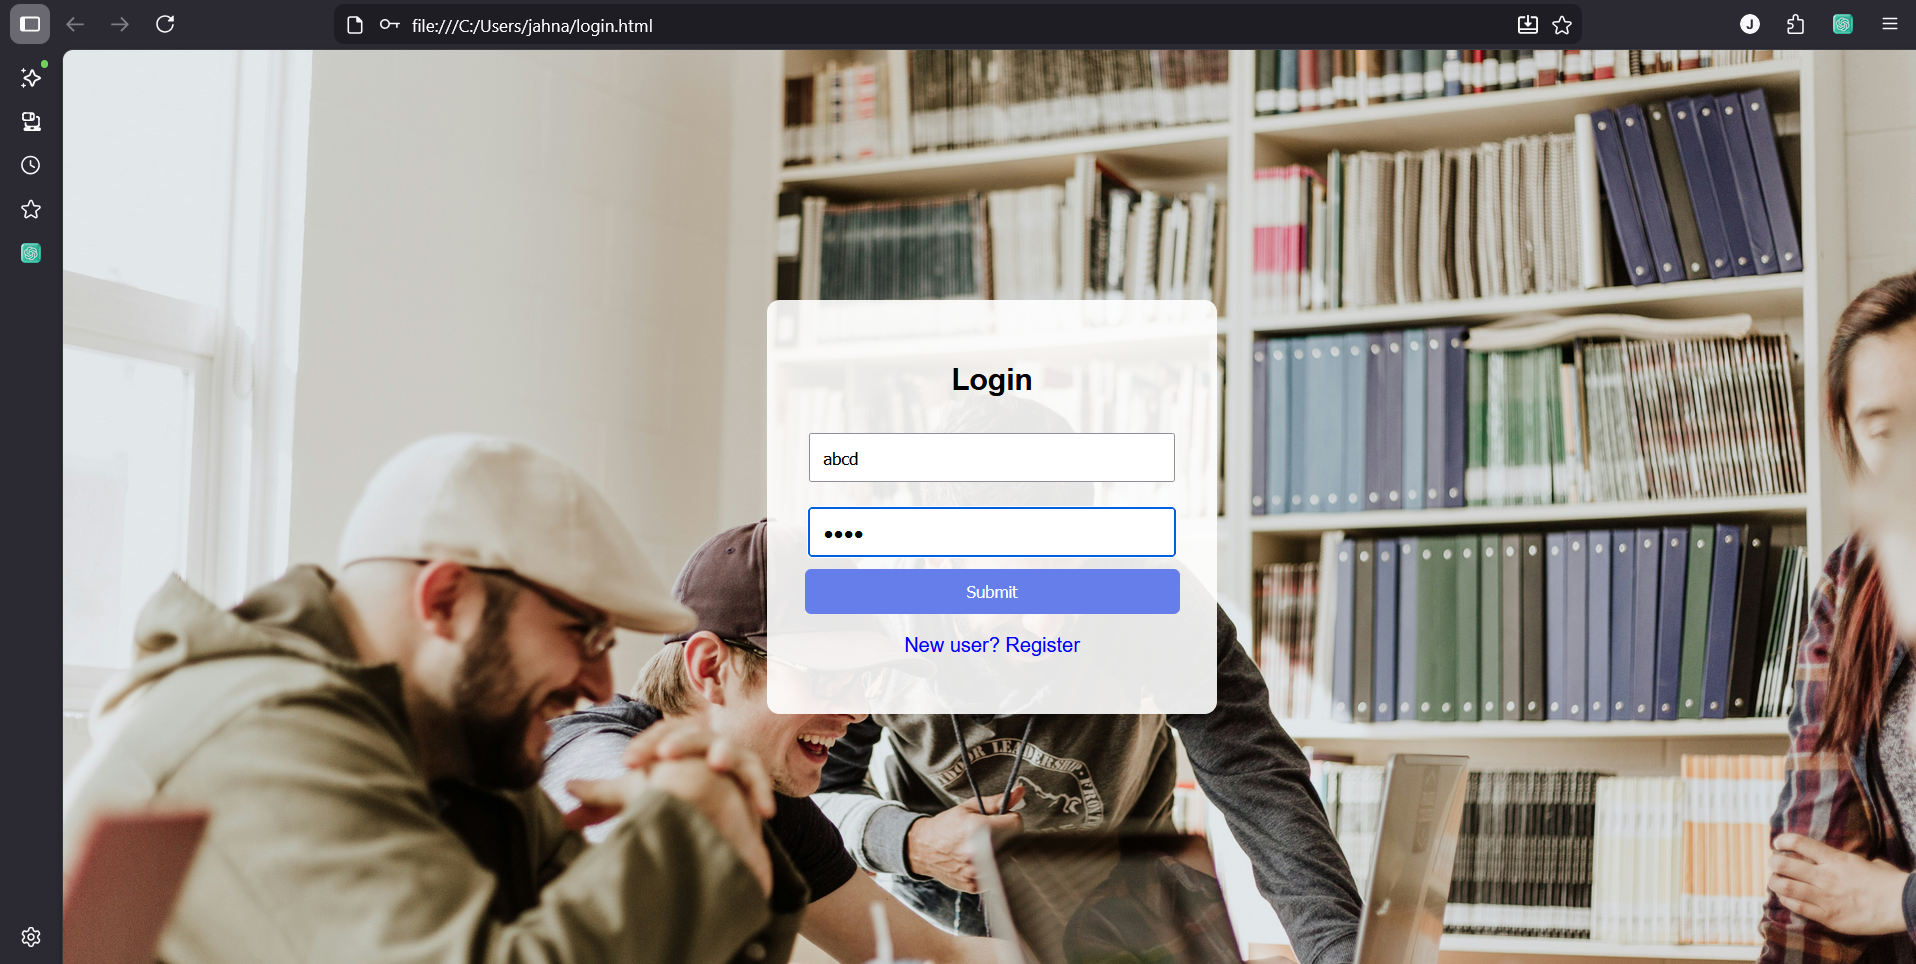 file:///C:/Users/jahna/login.html
J
Login
abcd
••••
Submit
New user? Register